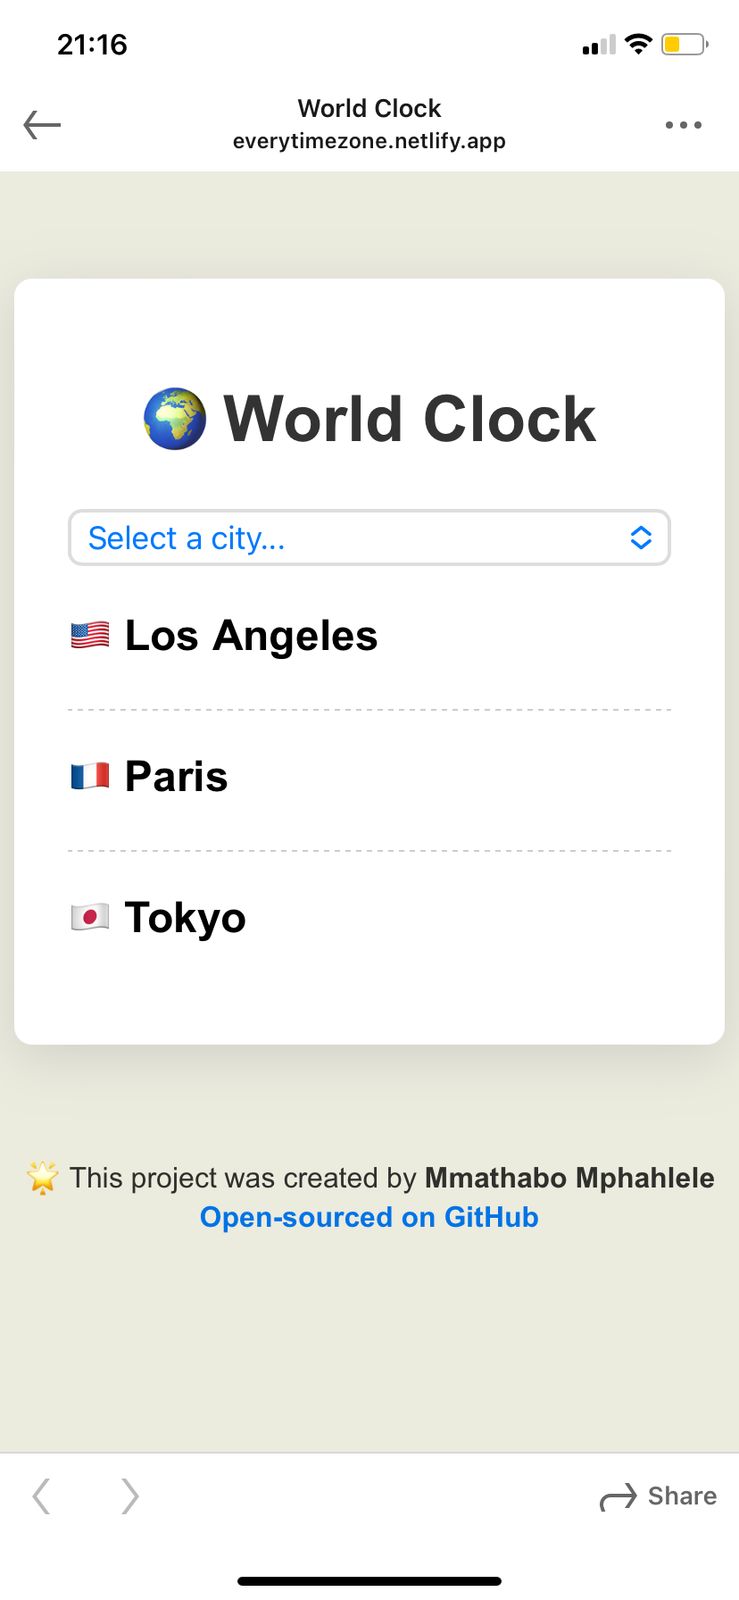 21:16
World Clock
everytimezone.netlify.app
🌍 World Clock
Select a city...
🇺🇸 Los Angeles
🇫🇷 Paris
🇯🇵 Tokyo
🌟 This project was created by Mmathabo Mphahlele
Open-sourced on GitHub
Share